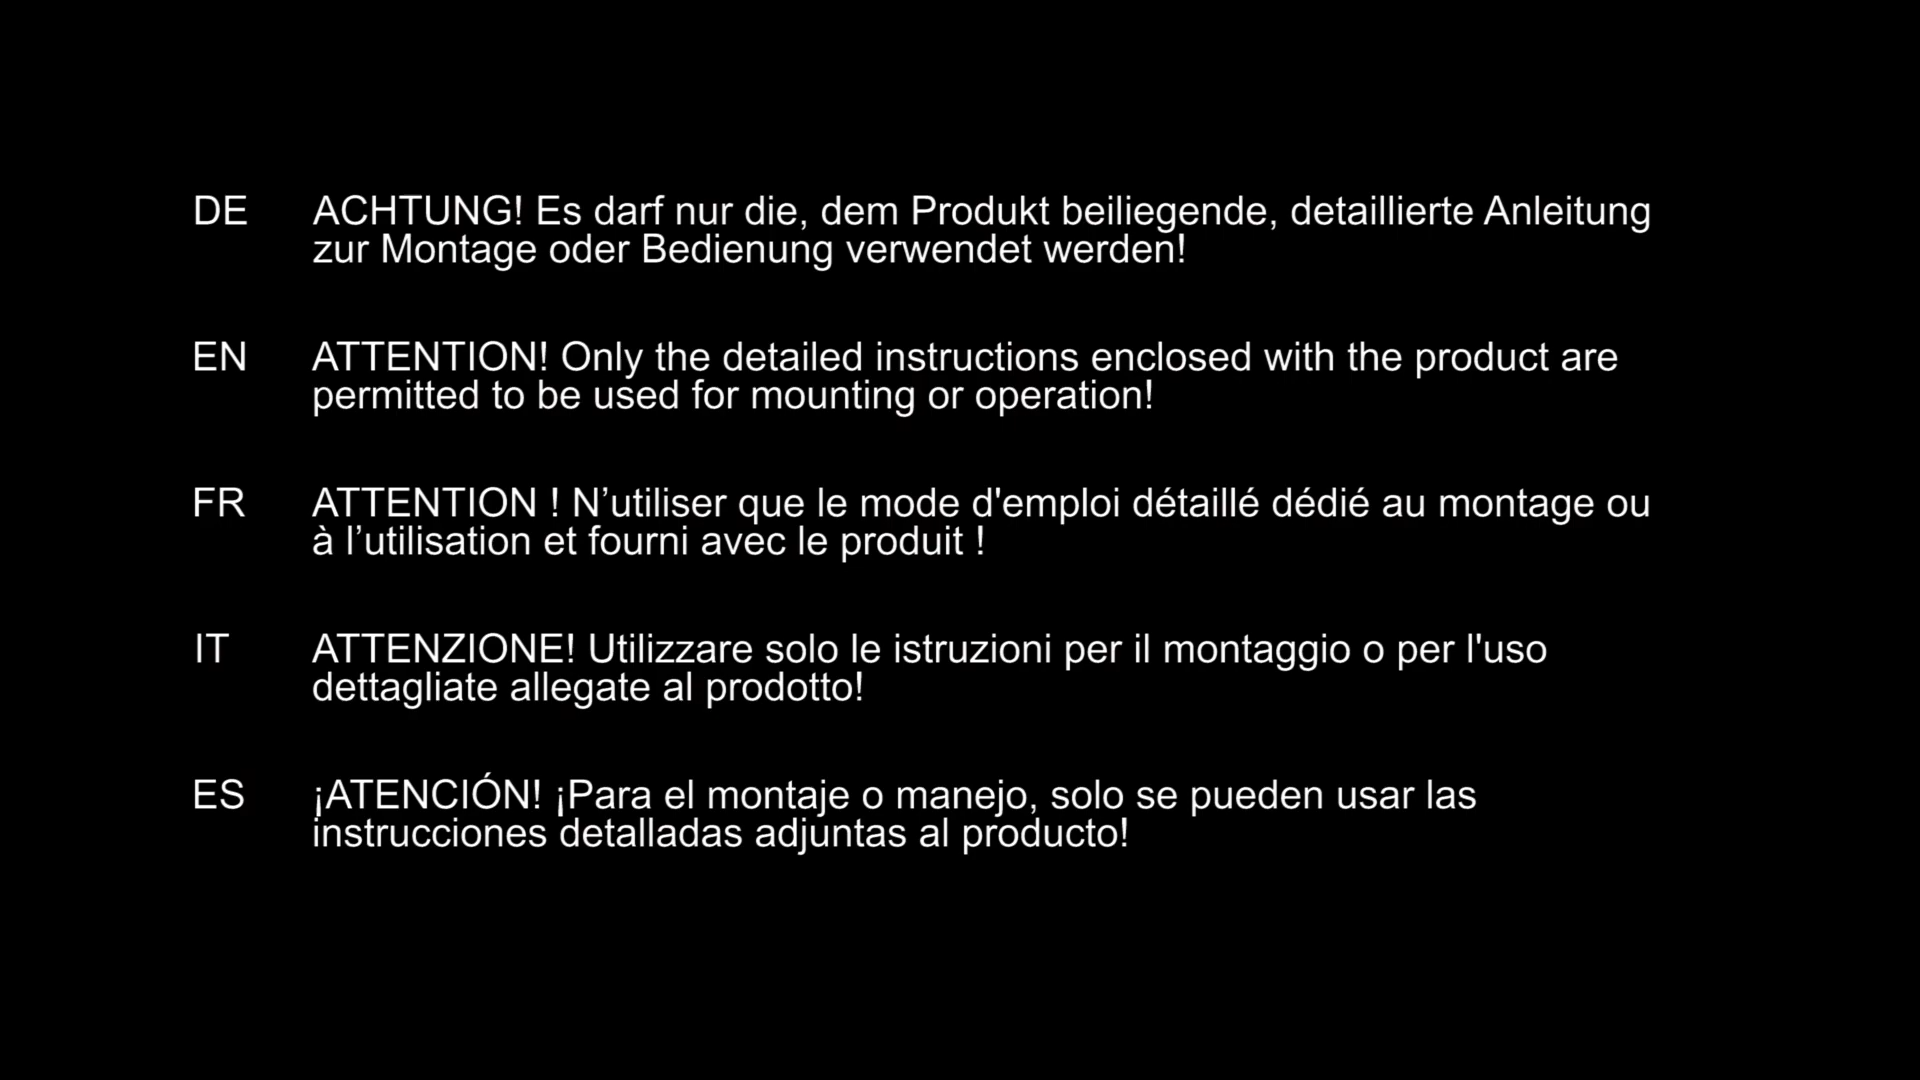 DE ACHTUNG! Es darf nur die, dem Produkt beiliegende, detaillierte Anleitung
zur Montage oder Bedienung verwendet werden!
EN ATTENTION! Only the detailed instructions enclosed with the product are
permitted to be used for mounting or operation!
FR ATTENTION ! N’utiliser que le mode d'emploi détaillé dédié au montage ou
à l’utilisation et fourni avec le produit !
IT ATTENZIONE! Utilizzare solo le istruzioni per il montaggio o per l'uso
dettagliate allegate al prodotto!
ES ¡ATENCIÓN! ¡Para el montaje o manejo, solo se pueden usar las
instrucciones detalladas adjuntas al producto!